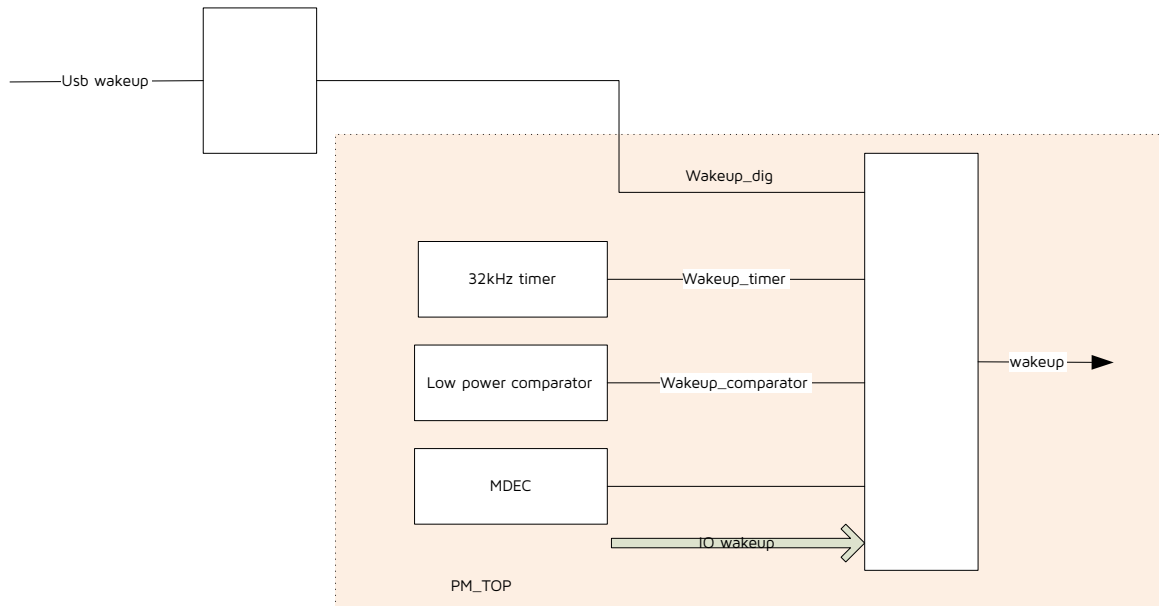 Usb wakeup
Wakeup_dig
32kHz timer
Wakeup_timer
Low power comparator
Wakeup_comparator
wakeup
MDEC
IO wakeup
PM_TOP